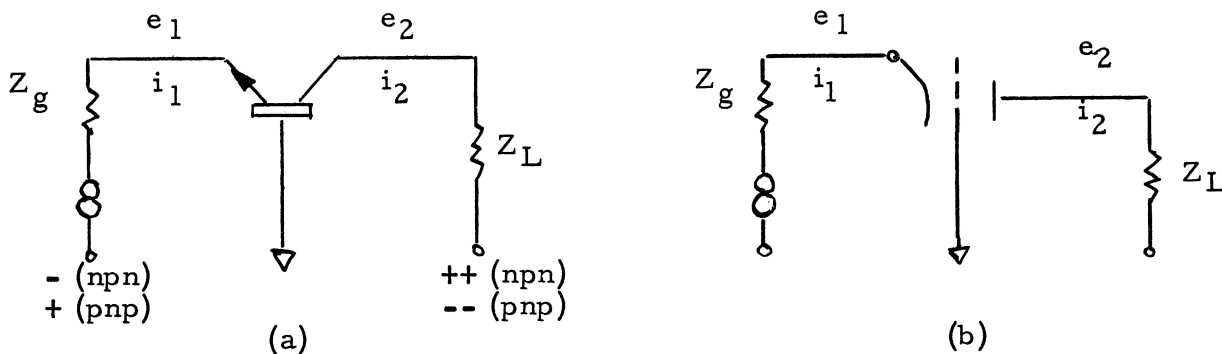 e1
i1
Zg
e2
i2
ZL
- (npn)
+ (pnp)
++ (npn)
-- (pnp)
(a)
e1
i1
Zg
e2
i2
ZL
(b)